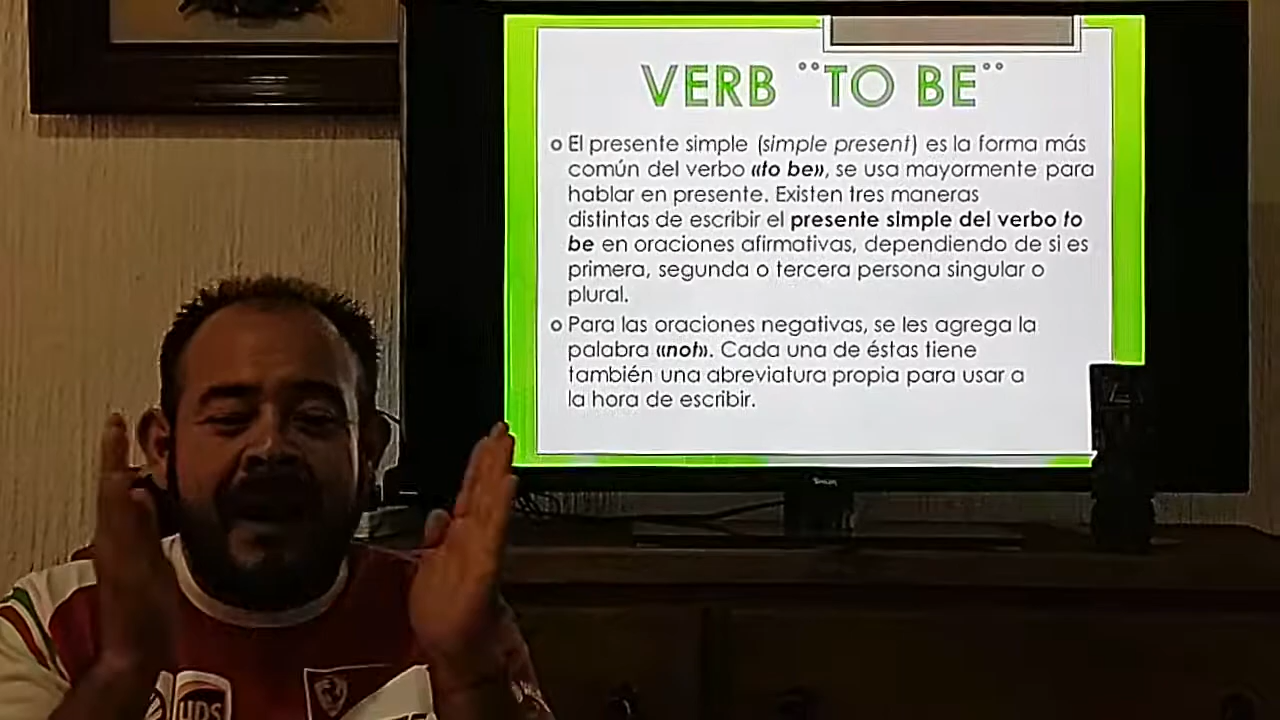 VERB ¨TO BE¨
El presente simple (simple present) es la forma más
común del verbo «to be», se usa mayormente para
hablar en presente. Existen tres maneras
distintas de escribir el presente simple del verbo to
be en oraciones afirmativas, dependiendo de si es
primera, segunda o tercera persona singular o
plural.
Para las oraciones negativas, se les agrega la
palabra «not». Cada una de éstas tiene
también una abreviatura propia para usar a
la hora de escribir.